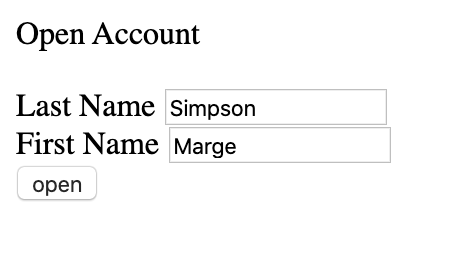 Open Account
Last Name Simpson
First Name Marge
open